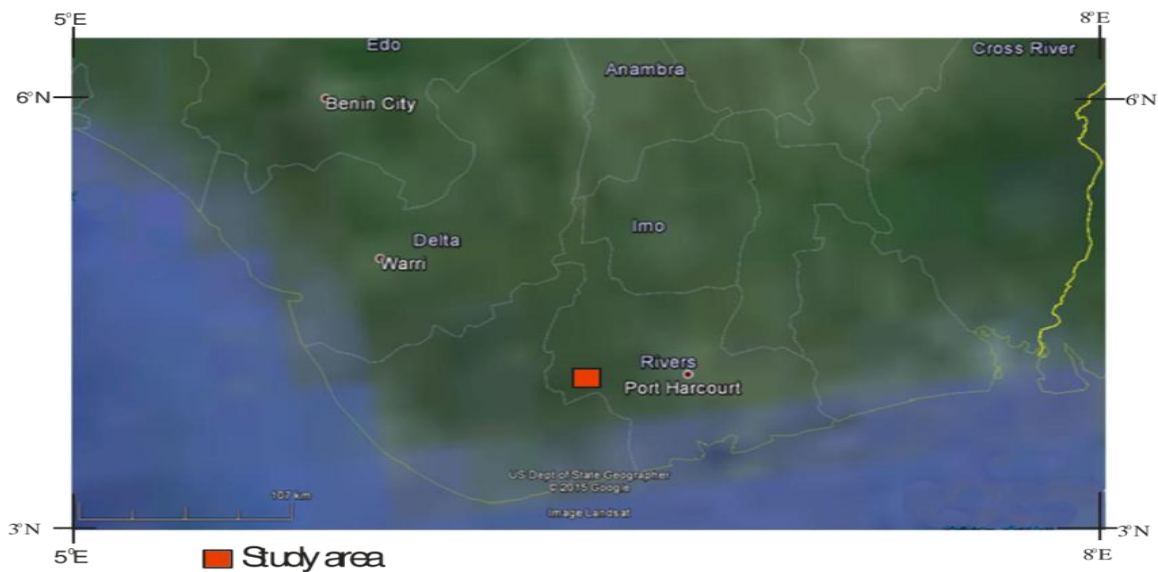 5°E
8°E
Edo
Cross River
Anambra
6°N
Benin City
6°N
Imo
Delta
Warri
Rivers
Port Harcourt
US Dept of State Geographer
© 2015 Google
107 km
Image Landsat
3°N
3°N
5°E
8°E
Study area